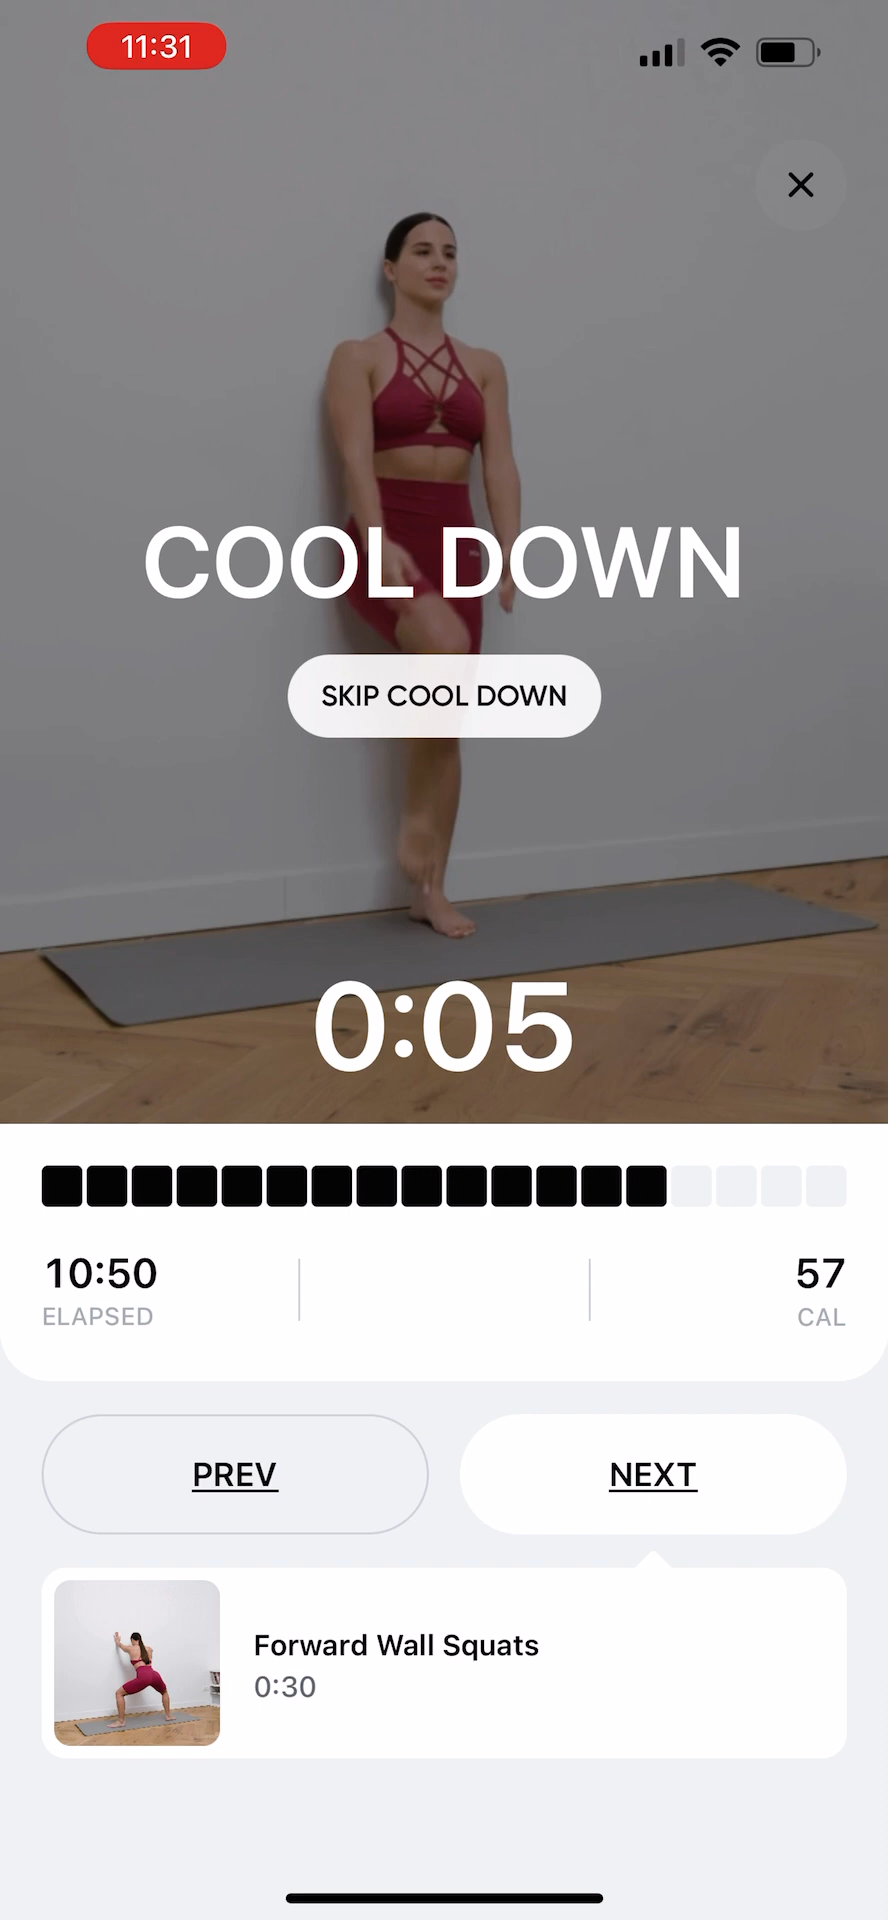 11:31
COOL DOWN
SKIP COOL DOWN
0:05
10:50
ELAPSED
57
CAL
PREV
NEXT
Forward Wall Squats
0:30